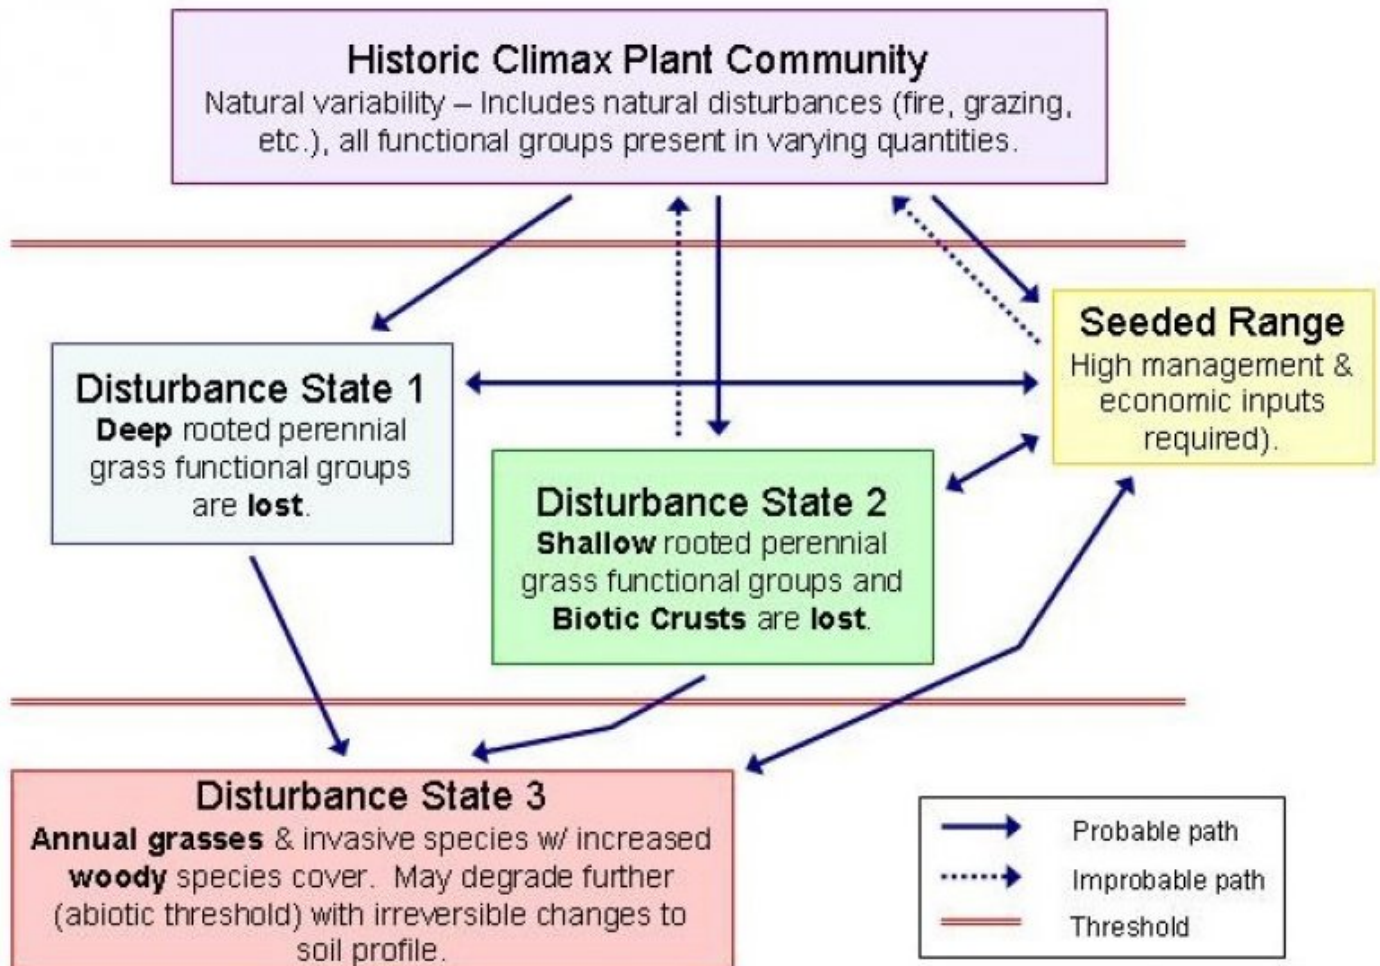 Historic Climax Plant Community
Natural variability – Includes natural disturbances (fire, grazing,
etc.), all functional groups present in varying quantities.
Seeded Range
High management &
economic inputs
required).
Disturbance State 1
Deep rooted perennial
grass functional groups
are lost.
Disturbance State 2
Shallow rooted perennial
grass functional groups and
Biotic Crusts are lost.
Disturbance State 3
Annual grasses & invasive species w/ increased
woody species cover. May degrade further
(abiotic threshold) with irreversible changes to
soil profile.
Probable path
Improbable path
Threshold